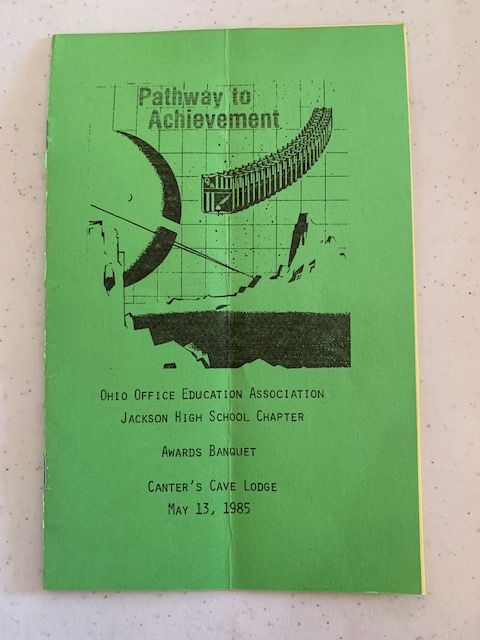 Pathway to
Achievement
Ohio Office Education Association
Jackson High School Chapter
Awards Banquet
Canter's Cave Lodge
May 13, 1985